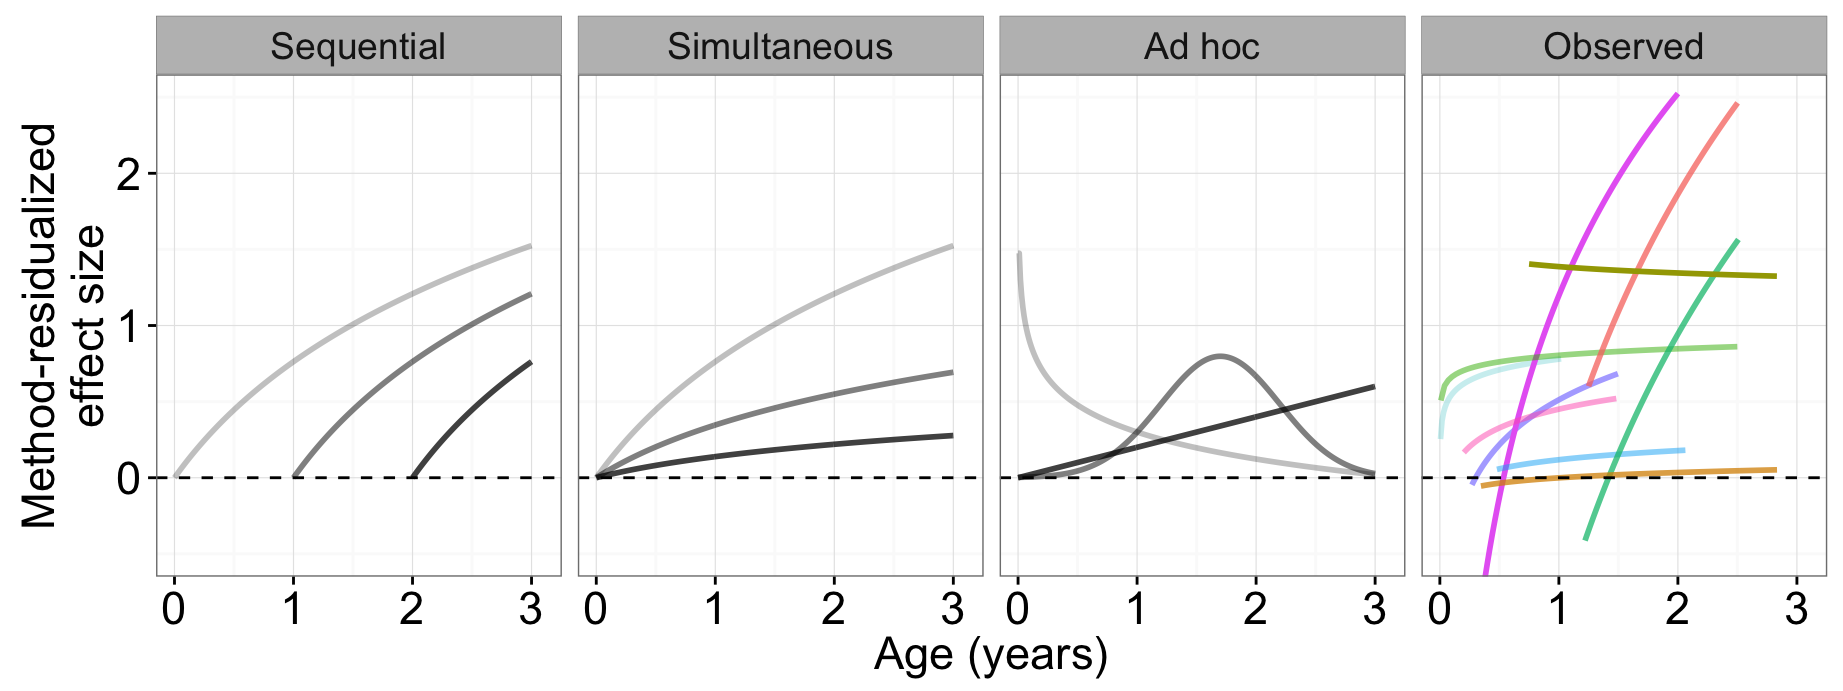 Sequential
Simultaneous
Ad hoc
Observed
Method-residualized
effect size
2
1
0
0 1 2 3
0 1 2 3
0 1 2 3
0 1 2 3
Age (years)